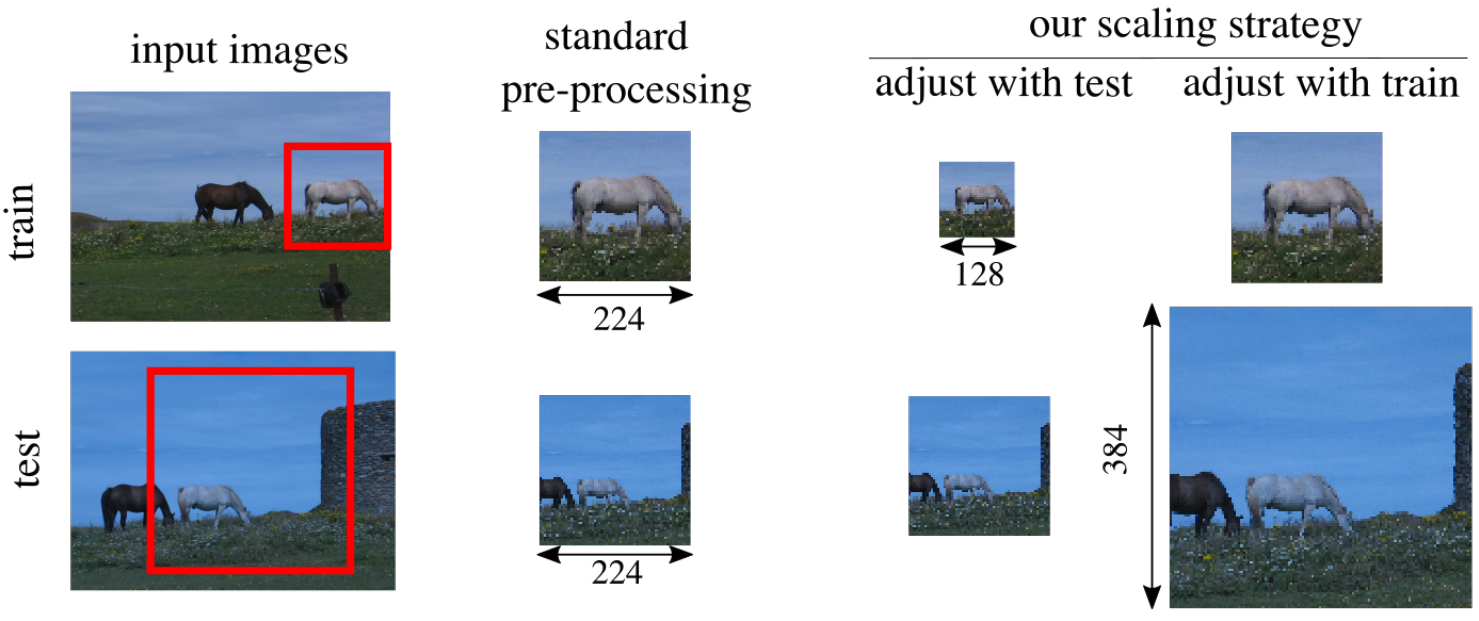 input images
standard
pre-processing
our scaling strategy
adjust with test
adjust with train
train
224
128
test
224
384